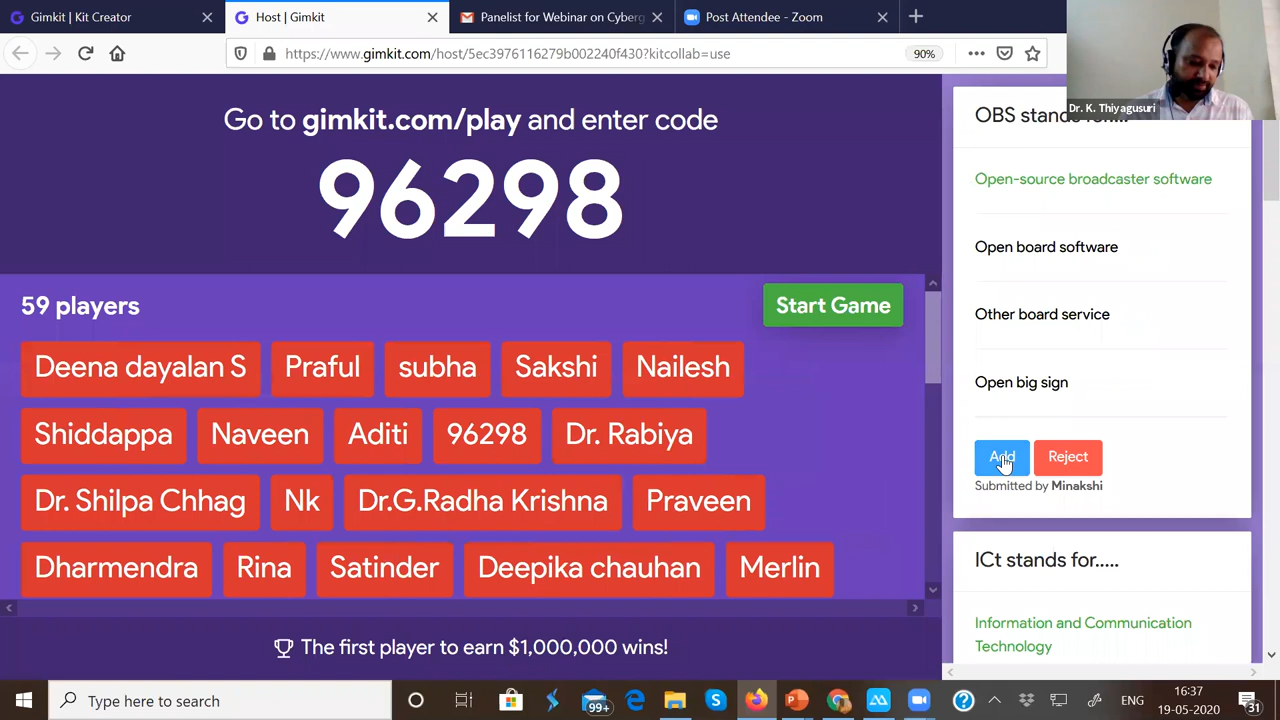 Gimkit | Kit Creator
Host | Gimkit
Panelist for Webinar on Cyberg
Post Attendee - Zoom
https://www.gimkit.com/host/5ec3976116279b002240f430?kitcollab=use
90%
Dr. K. Thiyagusuri
Go to gimkit.com/play and enter code
96298
59 players
Start Game
Deena dayalan S
Praful
subha
Sakshi
Nailesh
Shiddappa
Naveen
Aditi
96298
Dr. Rabiya
Dr. Shilpa Chhag
Nk
Dr.G.Radha Krishna
Praveen
Dharmendra
Rina
Satinder
Deepika chauhan
Merlin
The first player to earn $1,000,000 wins!
OBS stands for....
Open-source broadcaster software
Open board software
Other board service
Open big sign
Add
Reject
Submitted by Minakshi
ICt stands for.....
Information and Communication
Technology
Type here to search
99+
ENG
16:37
19-05-2020
31